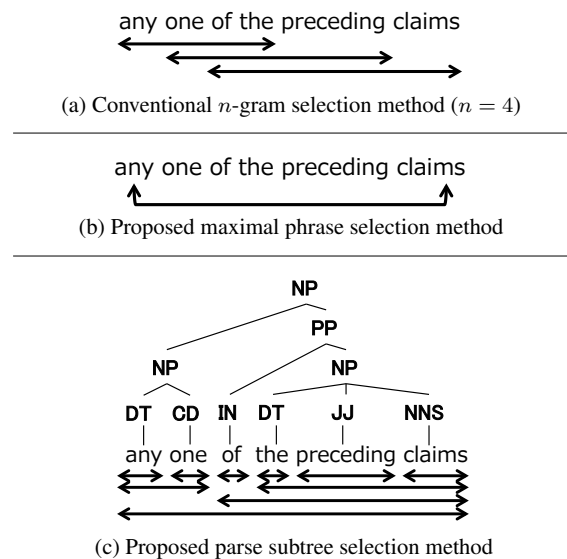 any one of the preceding claims
(a) Conventional n-gram selection method (n = 4)
any one of the preceding claims
(b) Proposed maximal phrase selection method
NP
PP
NP NP
DT CD IN DT JJ NNS
any one of the preceding claims
(c) Proposed parse subtree selection method